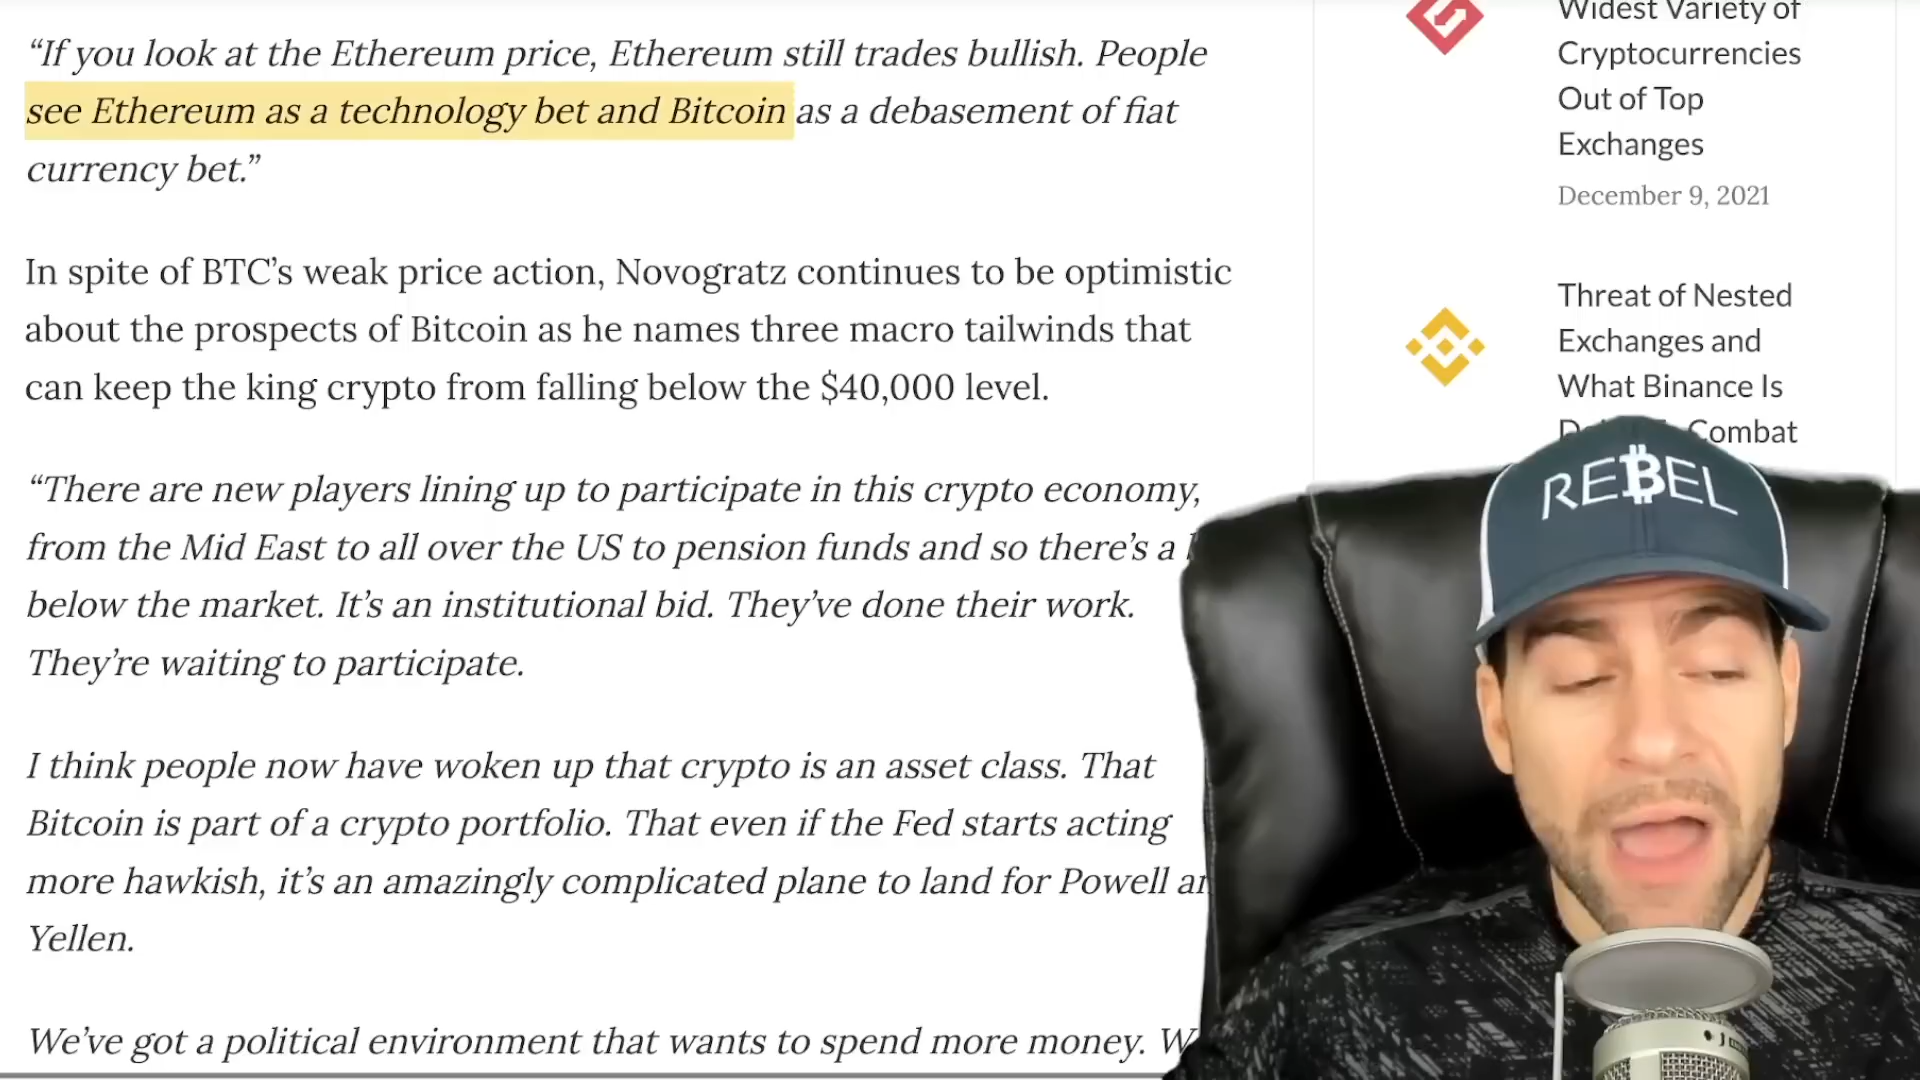 “If you look at the Ethereum price, Ethereum still trades bullish. People
see Ethereum as a technology bet and Bitcoin as a debasement of fiat
currency bet.”
In spite of BTC’s weak price action, Novogratz continues to be optimistic
about the prospects of Bitcoin as he names three macro tailwinds that
can keep the king crypto from falling below the $40,000 level.
“There are new players lining up to participate in this crypto economy,
from the Mid East to all over the US to pension funds and so there’s a
below the market. It’s an institutional bid. They’ve done their work.
They’re waiting to participate.
I think people now have woken up that crypto is an asset class. That
Bitcoin is part of a crypto portfolio. That even if the Fed starts acting
more hawkish, it’s an amazingly complicated plane to land for Powell
Yellen.
We’ve got a political environment that wants to spend more money.
Widest Variety of
Cryptocurrencies
Out of Top
Exchanges
December 9, 2021
Threat of Nested
Exchanges and
What Binance Is
Combat
REBEL